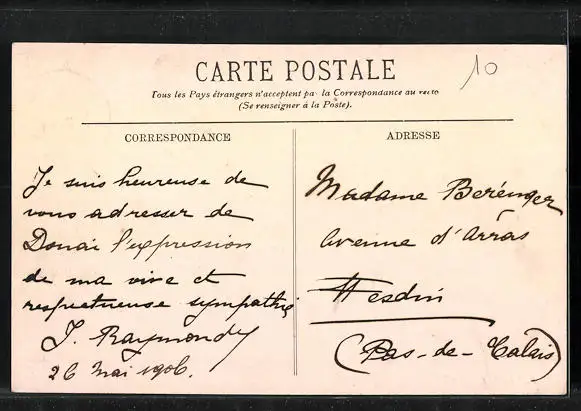 10
CARTE POSTALE
Tous les Pays étrangers n'acceptent pas la Correspondance au recto
(Se renseigner à la Poste).
CORRESPONDANCE
Je suis heureuse de
vous adresser de
Douai l'expression
de ma vive et
respectueuse sympathie
J. Raymondy
26 Mai 1906.
ADRESSE
Madame Berénger
Avenue d'Arras
Hesdin
(Pas-de-Calais)